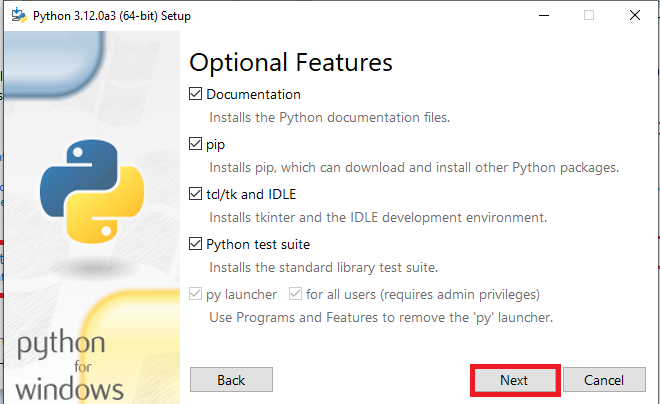 Python 3.12.0a3 (64-bit) Setup
Optional Features
Documentation
Installs the Python documentation files.
pip
Installs pip, which can download and install other Python packages.
tcl/tk and IDLE
Installs tkinter and the IDLE development environment.
Python test suite
Installs the standard library test suite.
py launcher for all users (requires admin privileges)
Use Programs and Features to remove the 'py' launcher.
python
for
windows
Back Next Cancel